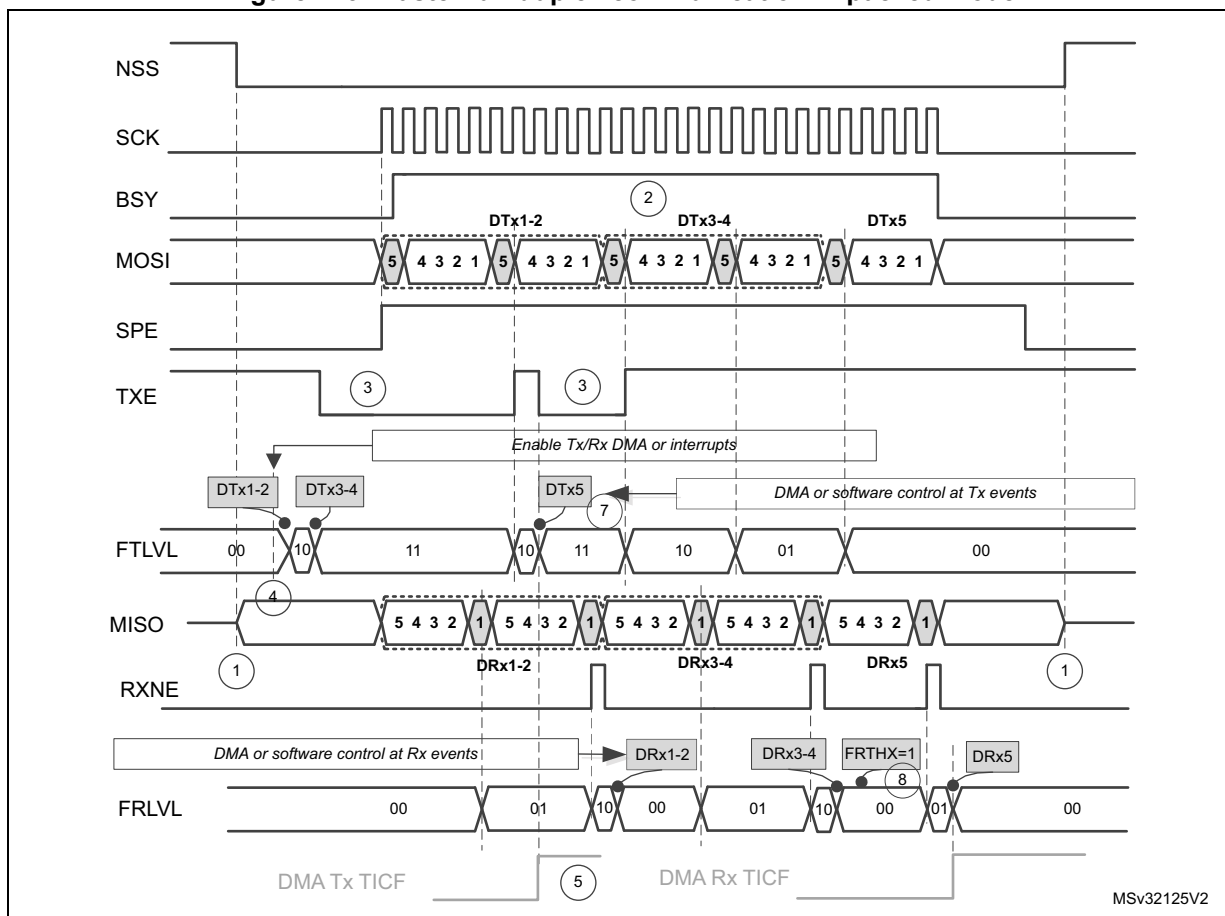 NSS
SCK
BSY
2
DTx1-2 DTx3-4 DTx5
MOSI 5 4 3 2 1 5 4 3 2 1 5 4 3 2 1 5 4 3 2 1 5 4 3 2 1
SPE
3 3
TXE
Enable Tx/Rx DMA or interrupts
DTx1-2 DTx3-4 DTx5 DMA or software control at Tx events
7
FTLVL 00 10 11 10 11 10 01 00
4
MISO 5 4 3 2 1 5 4 3 2 1 5 4 3 2 1 5 4 3 2 1 5 4 3 2 1
DRx1-2 DRx3-4 DRx5
1 1
RXNE
DMA or software control at Rx events DRx1-2 DRx3-4 FRTHX=1 DRx5
8
FRLVL 00 01 10 00 01 10 00 01 00
DMA Tx TICF 5 DMA Rx TICF
MSv32125V2